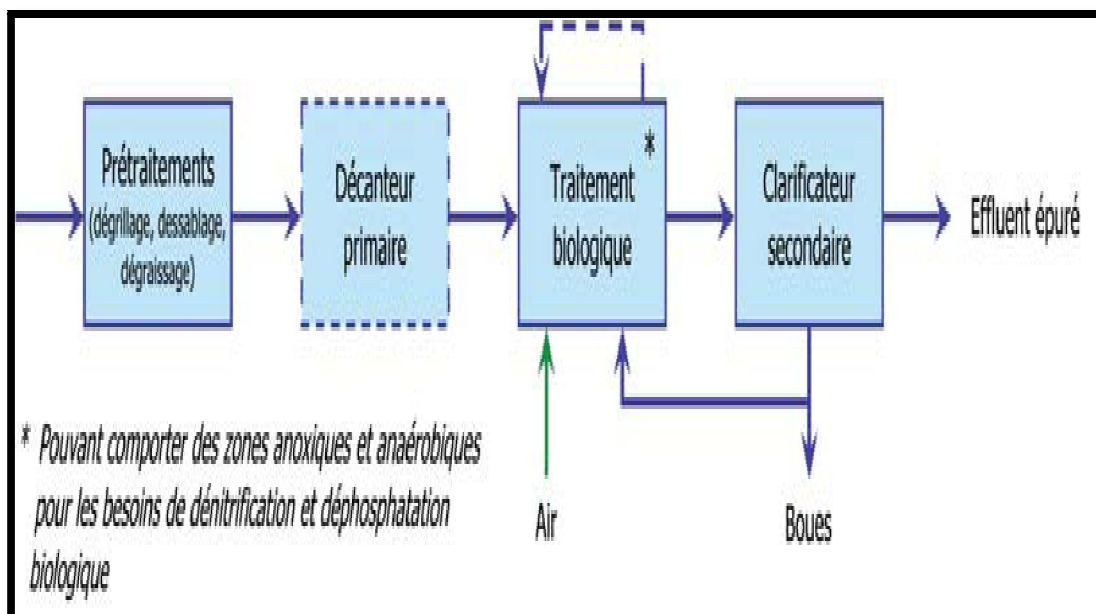 Prétraitements
(dégrillage, dessablage,
dégraissage)
Décanteur
primaire
Traitement *
biologique
Clarificateur
secondaire
Effluent épuré
Air
Boues
* Pouvant comporter des zones anoxiques et anaérobiques
pour les besoins de dénitrification et déphosphatation
biologique